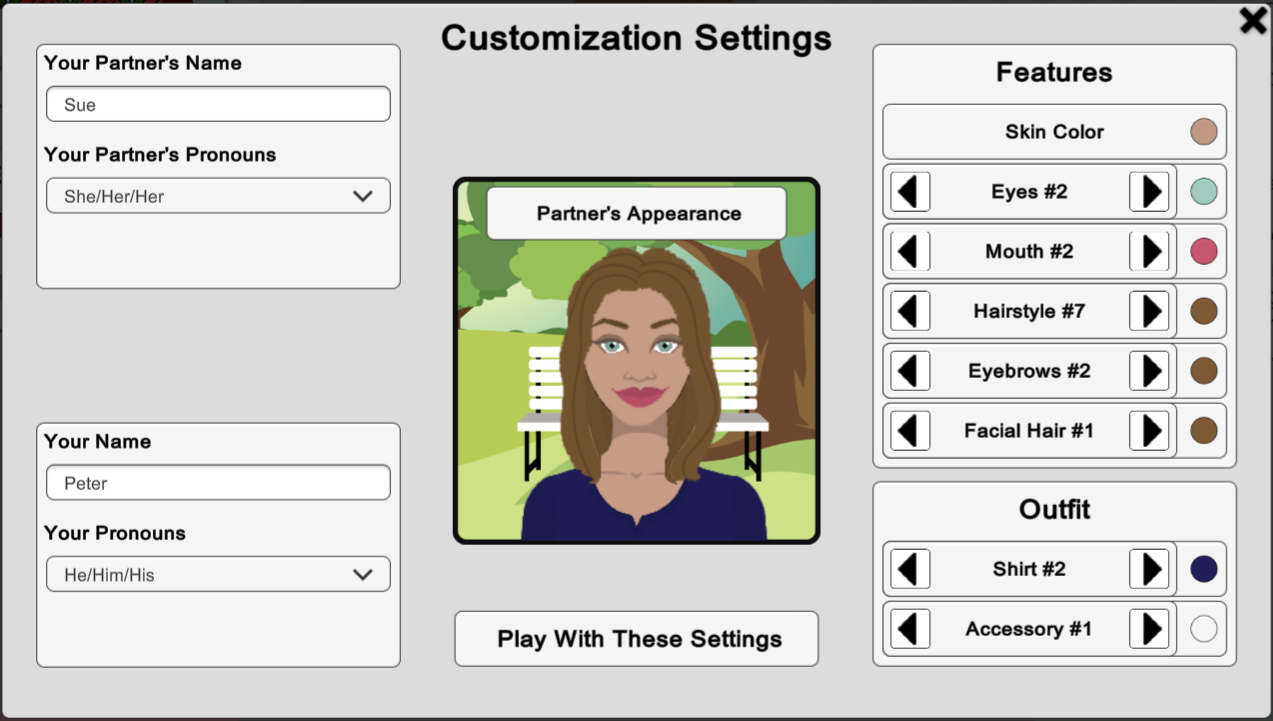 Customization Settings
Your Partner's Name
Sue
Your Partner's Pronouns
She/Her/Her
Your Name
Peter
Your Pronouns
He/Him/His
Partner's Appearance
Play With These Settings
Features
Skin Color
Eyes #2
Mouth #2
Hairstyle #7
Eyebrows #2
Facial Hair #1
Outfit
Shirt #2
Accessory #1